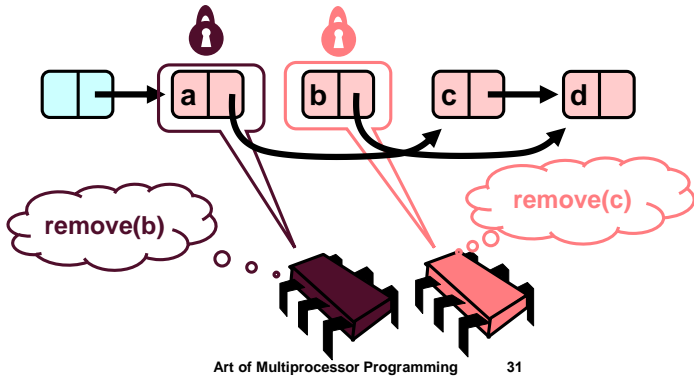 a b c d
remove(b) remove(c)
Art of Multiprocessor Programming 31